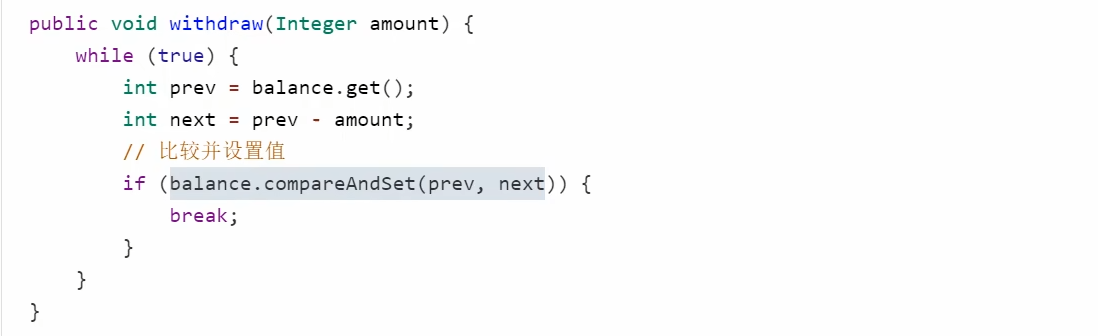 public void withdraw(Integer amount) {
    while (true) {
        int prev = balance.get();
        int next = prev - amount;
        // 比较并设置值
        if (balance.compareAndSet(prev, next)) {
            break;
        }
    }
}